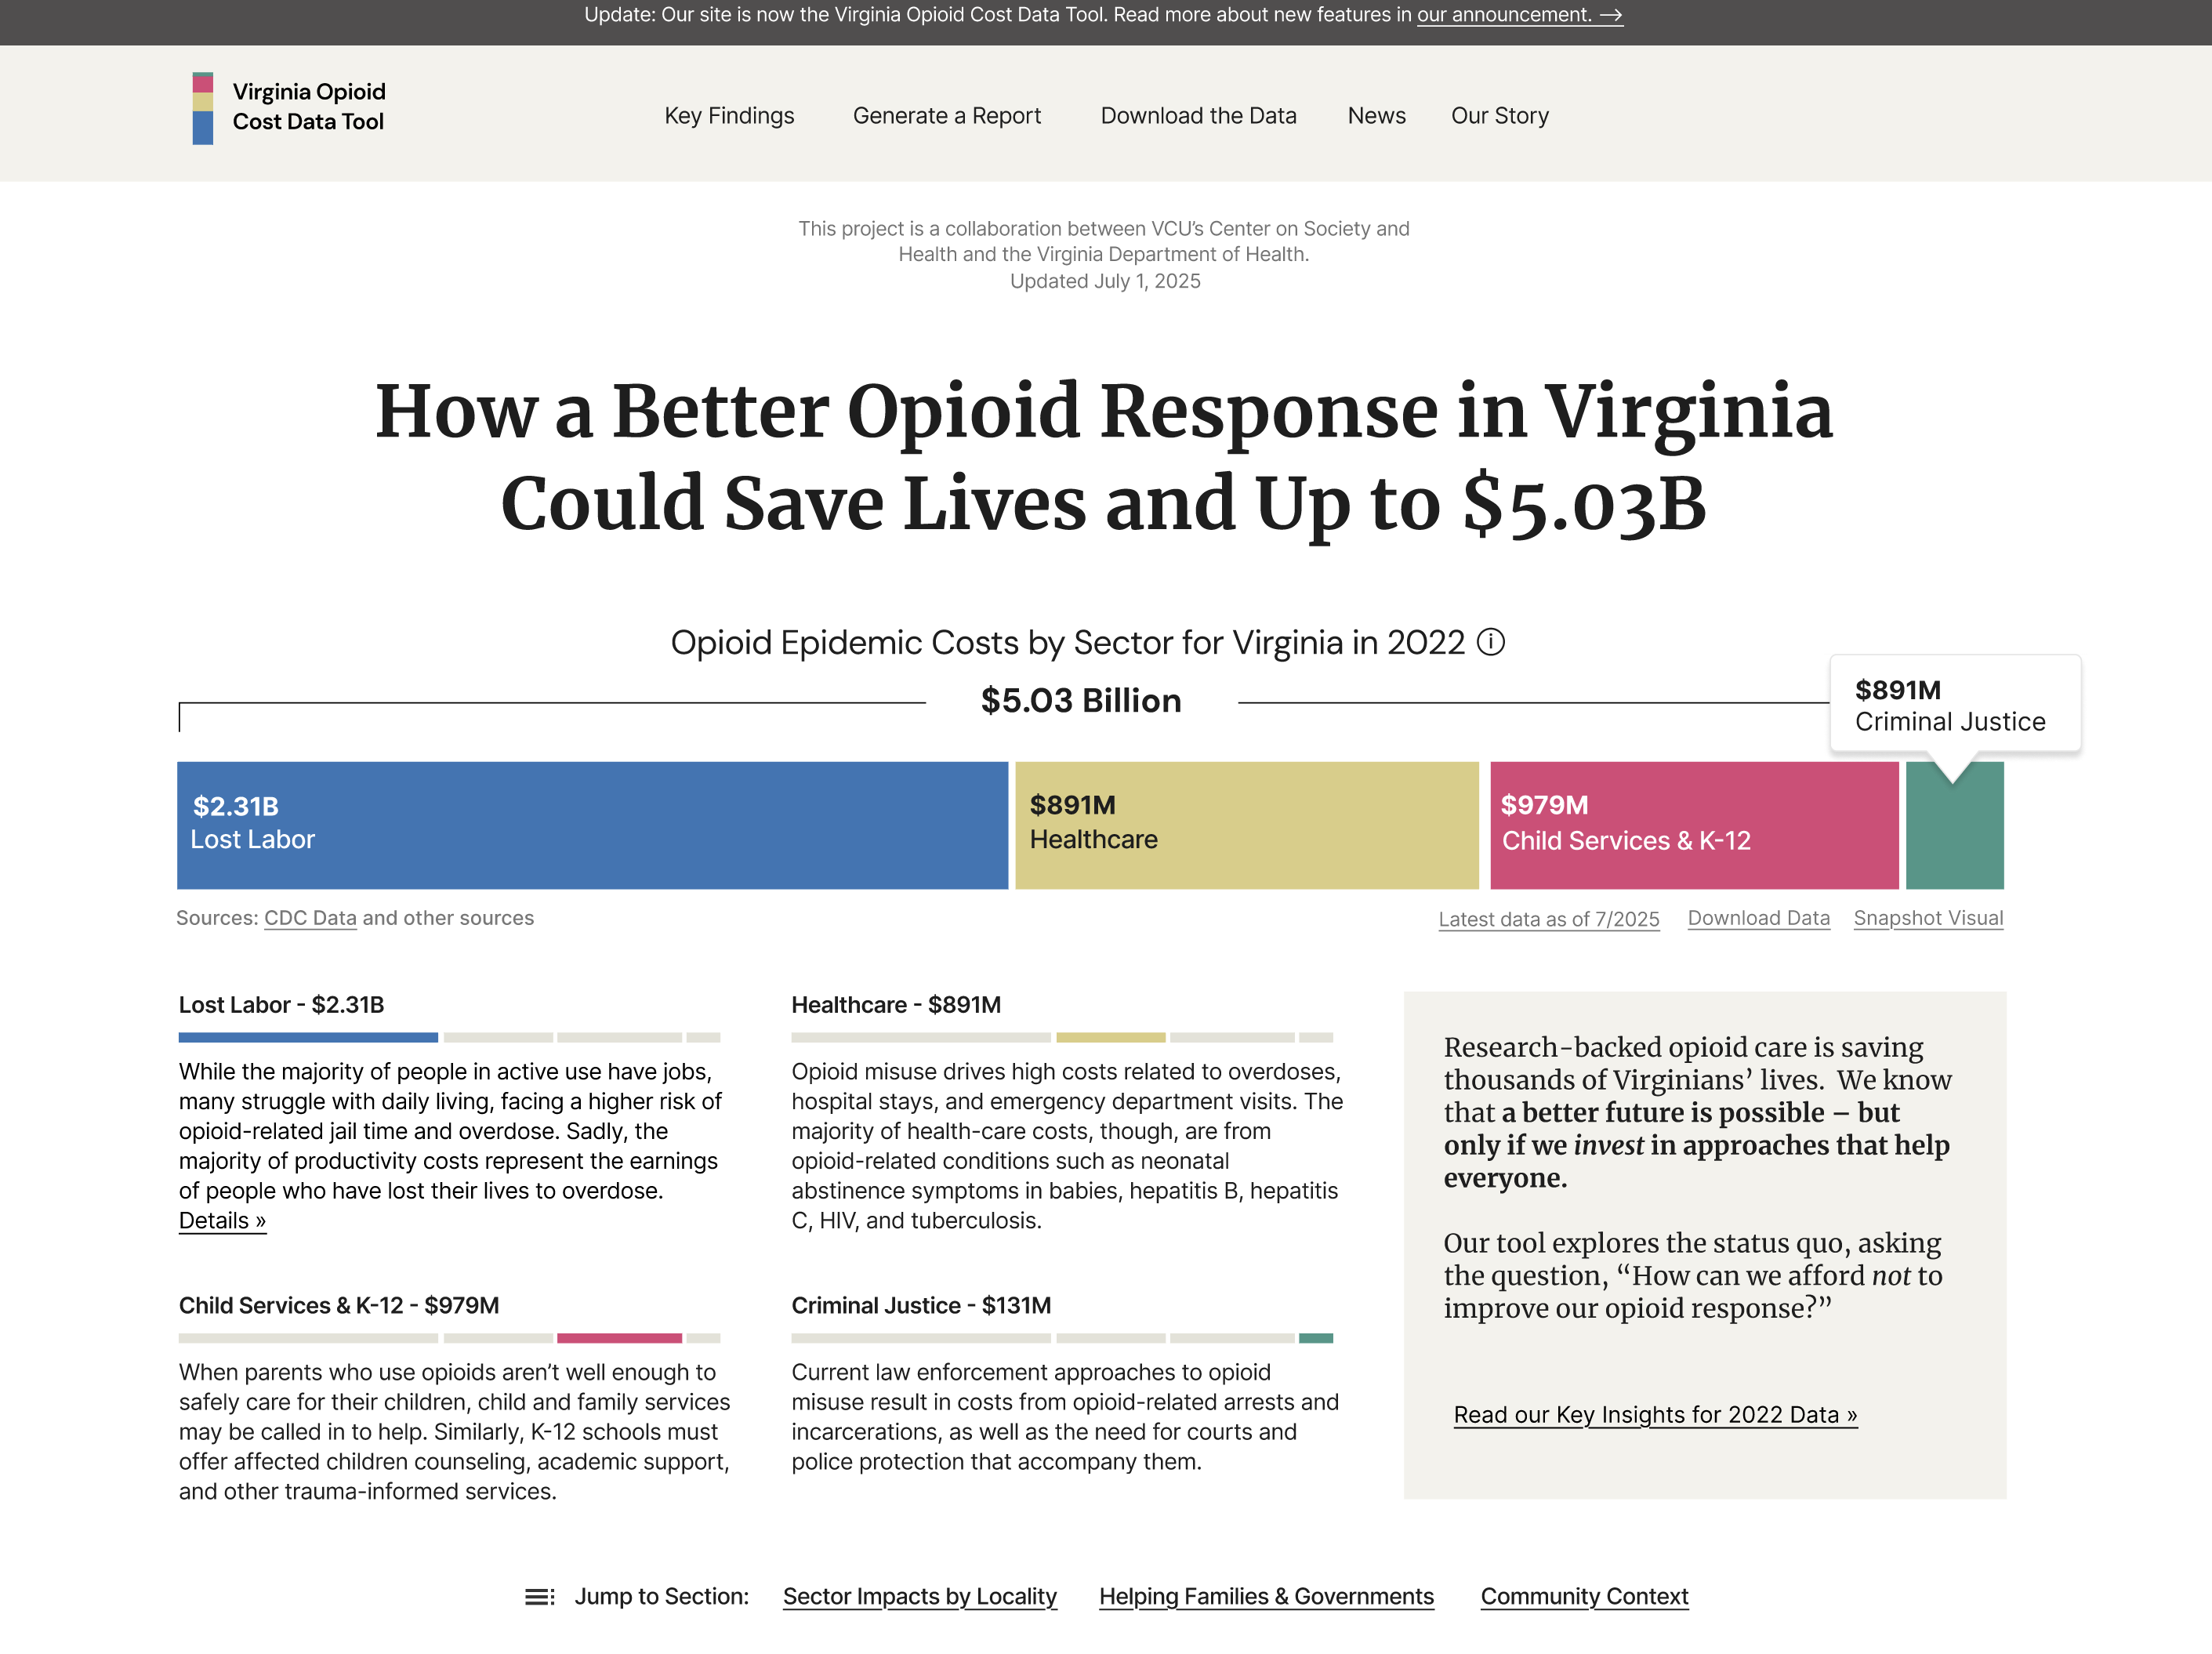 Update: Our site is now the Virginia Opioid Cost Data Tool. Read more about new features in our announcement. →
Virginia Opioid
Cost Data Tool
Key Findings
Generate a Report
Download the Data
News
Our Story
This project is a collaboration between VCU’s Center on Society and
Health and the Virginia Department of Health.
Updated July 1, 2025
How a Better Opioid Response in Virginia
Could Save Lives and Up to $5.03B
Opioid Epidemic Costs by Sector for Virginia in 2022 ⓘ
$5.03 Billion
$891M
Criminal Justice
$2.31B
Lost Labor
$891M
Healthcare
$979M
Child Services & K-12
Sources: CDC Data and other sources
Latest data as of 7/2025
Download Data
Snapshot Visual
Lost Labor - $2.31B
While the majority of people in active use have jobs,
many struggle with daily living, facing a higher risk of
opioid-related jail time and overdose. Sadly, the
majority of productivity costs represent the earnings
of people who have lost their lives to overdose.
Details »
Healthcare - $891M
Opioid misuse drives high costs related to overdoses,
hospital stays, and emergency department visits. The
majority of health-care costs, though, are from
opioid-related conditions such as neonatal
abstinence symptoms in babies, hepatitis B, hepatitis
C, HIV, and tuberculosis.
Child Services & K-12 - $979M
When parents who use opioids aren’t well enough to
safely care for their children, child and family services
may be called in to help. Similarly, K-12 schools must
offer affected children counseling, academic support,
and other trauma-informed services.
Criminal Justice - $131M
Current law enforcement approaches to opioid
misuse result in costs from opioid-related arrests and
incarcerations, as well as the need for courts and
police protection that accompany them.
Research-backed opioid care is saving
thousands of Virginians’ lives. We know
that a better future is possible – but
only if we invest in approaches that help
everyone.
Our tool explores the status quo, asking
the question, “How can we afford not to
improve our opioid response?”
Read our Key Insights for 2022 Data »
Jump to Section:
Sector Impacts by Locality
Helping Families & Governments
Community Context